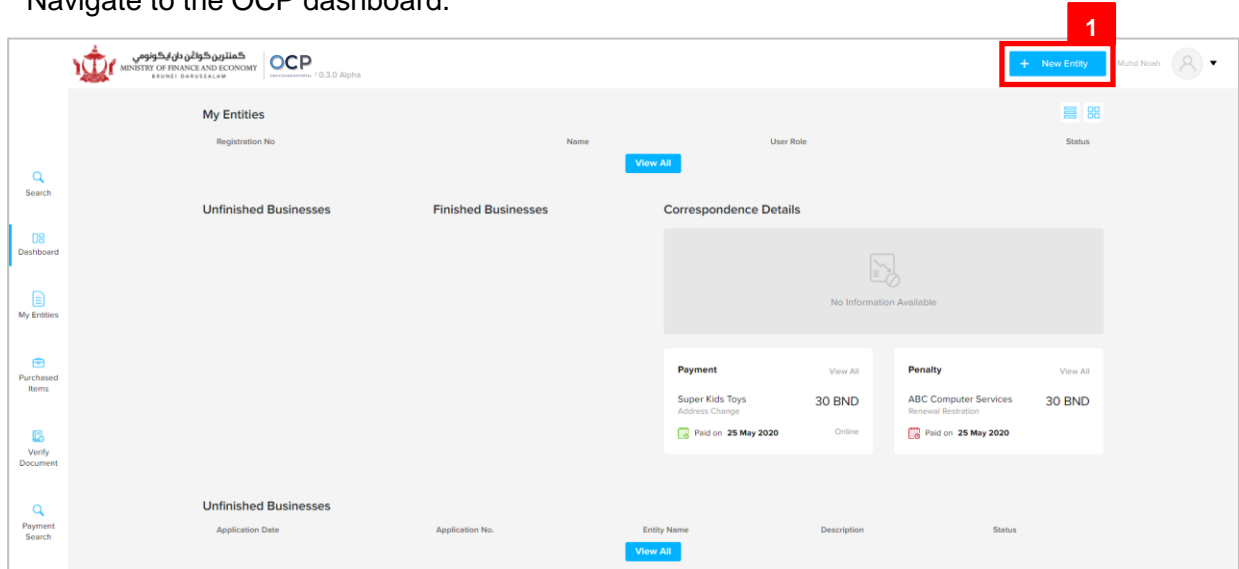 Navigate to the OCP dashboard.
1
كمنترين كواڠن دان ايكونومي
MINISTRY OF FINANCE AND ECONOMY
BRUNEI DARUSSALAM
OCP
0.3.0 Alpha
+ New Entity
Muhd Noah
My Entities
Registration No
Name
User Role
Status
View All
Search
Unfinished Businesses
Finished Businesses
Correspondence Details
Dashboard
No Information Available
My Entities
Purchased
Items
Payment
View All
Super Kids Toys
30 BND
Address Change
Paid on 25 May 2020
Online
Penalty
View All
ABC Computer Services
30 BND
Renewal Restration
Paid on 25 May 2020
Verify
Document
Payment
Search
Unfinished Businesses
Application Date
Application No.
Entity Name
Description
Status
View All